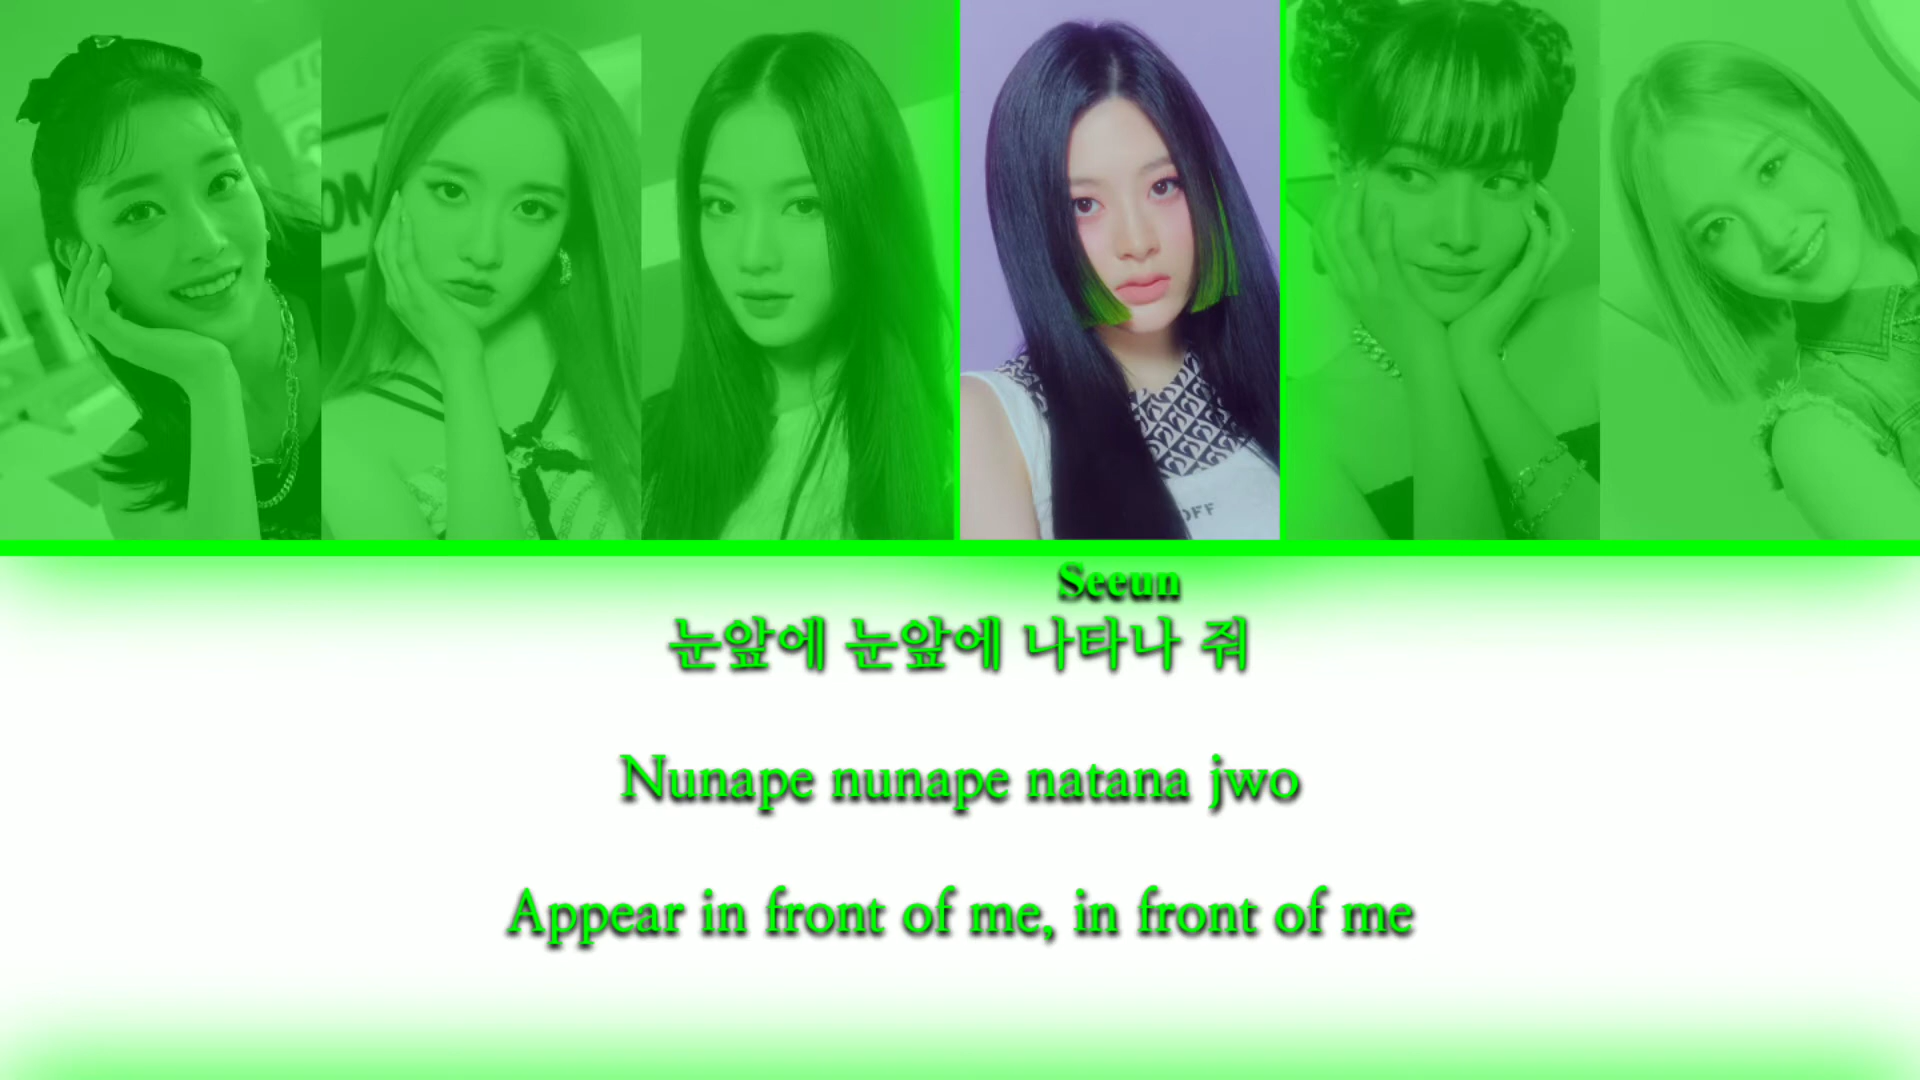 OFF
Seeun
눈앞에 눈앞에 나타나 줘
Nunape nunape natana jwo
Appear in front of me, in front of me